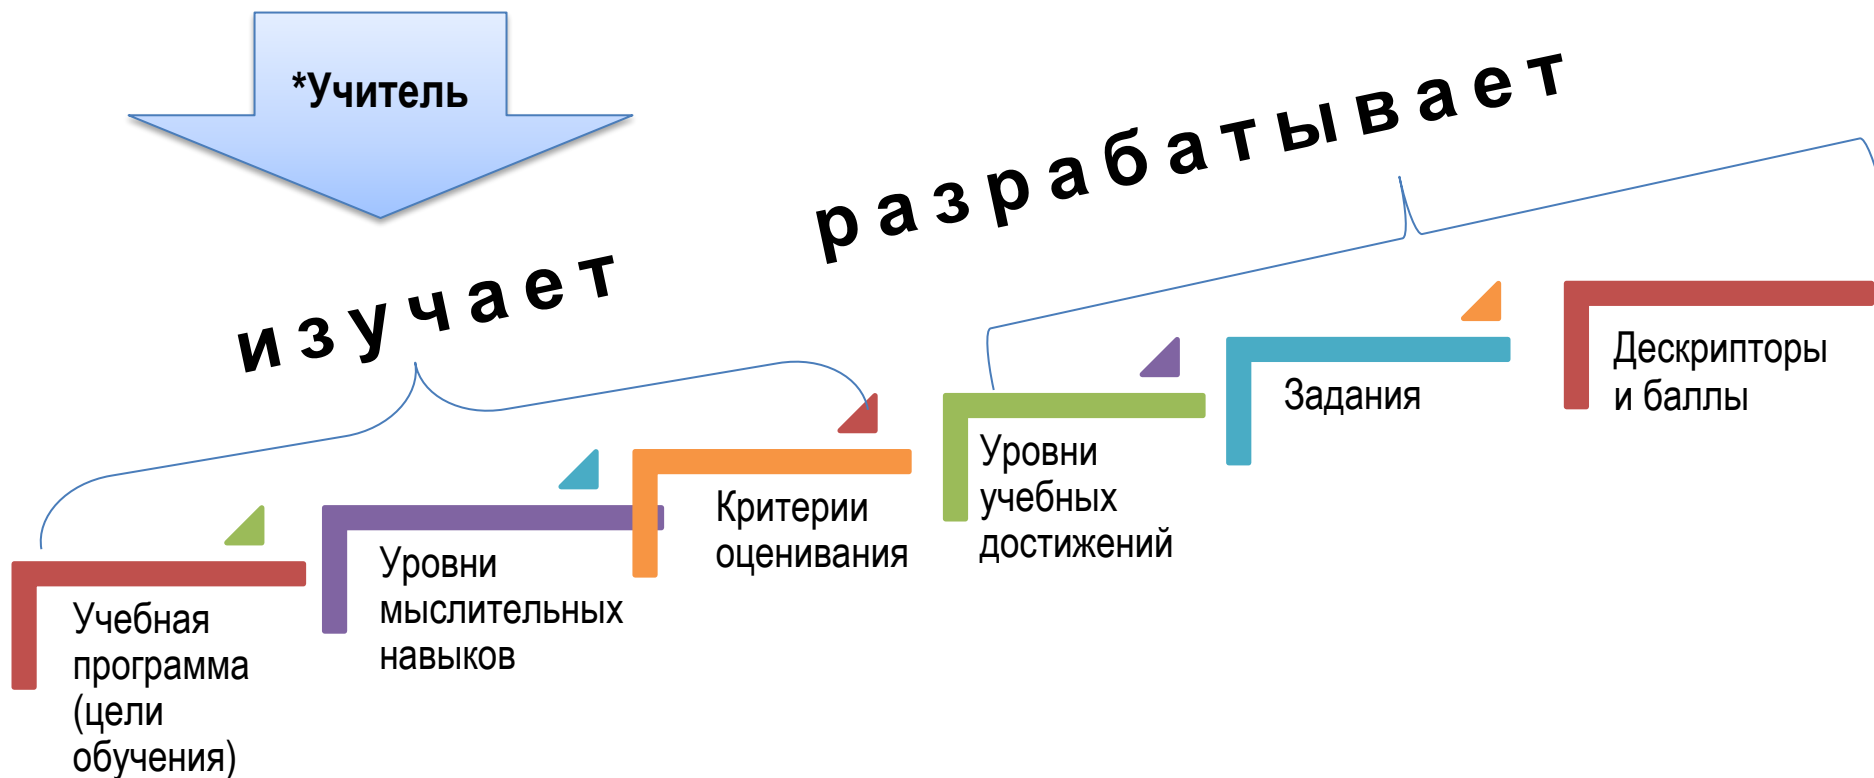 *Учитель
изучает
разрабатывает
Учебная
программа
(цели
обучения)
Уровни
мыслительных
навыков
Критерии
оценивания
Уровни
учебных
достижений
Задания
Дескрипторы
и баллы